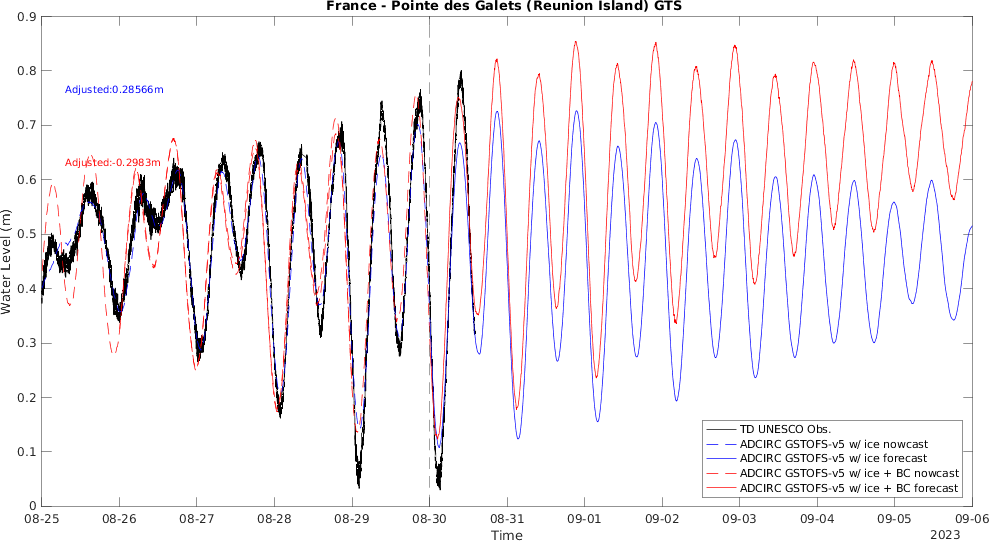 France - Pointe des Galets (Reunion Island) GTS
0.9
0.8
0.7
0.6
0.5
0.4
0.3
0.2
0.1
0
Water Level (m)
Adjusted:0.28566m
Adjusted:-0.2983m
TD UNESCO Obs.
ADCIRC GSTOFS-v5 w/ ice nowcast
ADCIRC GSTOFS-v5 w/ ice forecast
ADCIRC GSTOFS-v5 w/ ice + BC nowcast
ADCIRC GSTOFS-v5 w/ ice + BC forecast
08-25 08-26 08-27 08-28 08-29 08-30 08-31 09-01 09-02 09-03 09-04 09-05 09-06
Time
2023